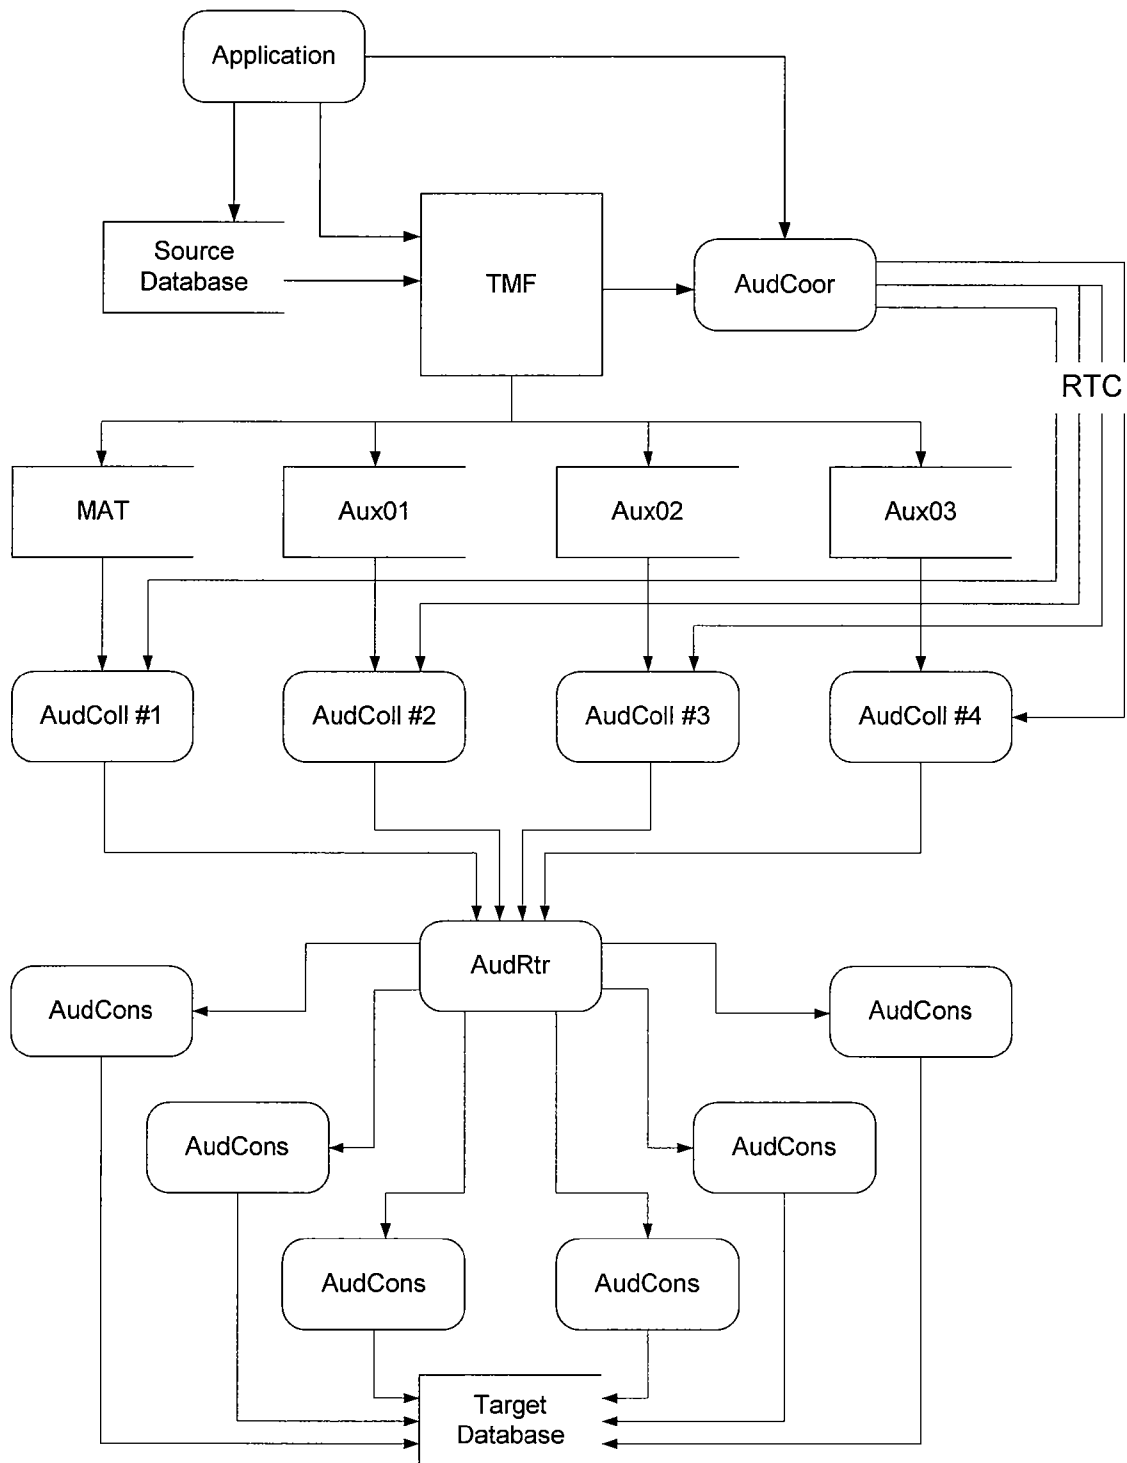 Application
Source
Database
TMF
AudCoor
RTC
MAT
Aux01
Aux02
Aux03
AudColl #1
AudColl #2
AudColl #3
AudColl #4
AudRtr
AudCons
AudCons
AudCons
AudCons
AudCons
AudCons
Target
Database